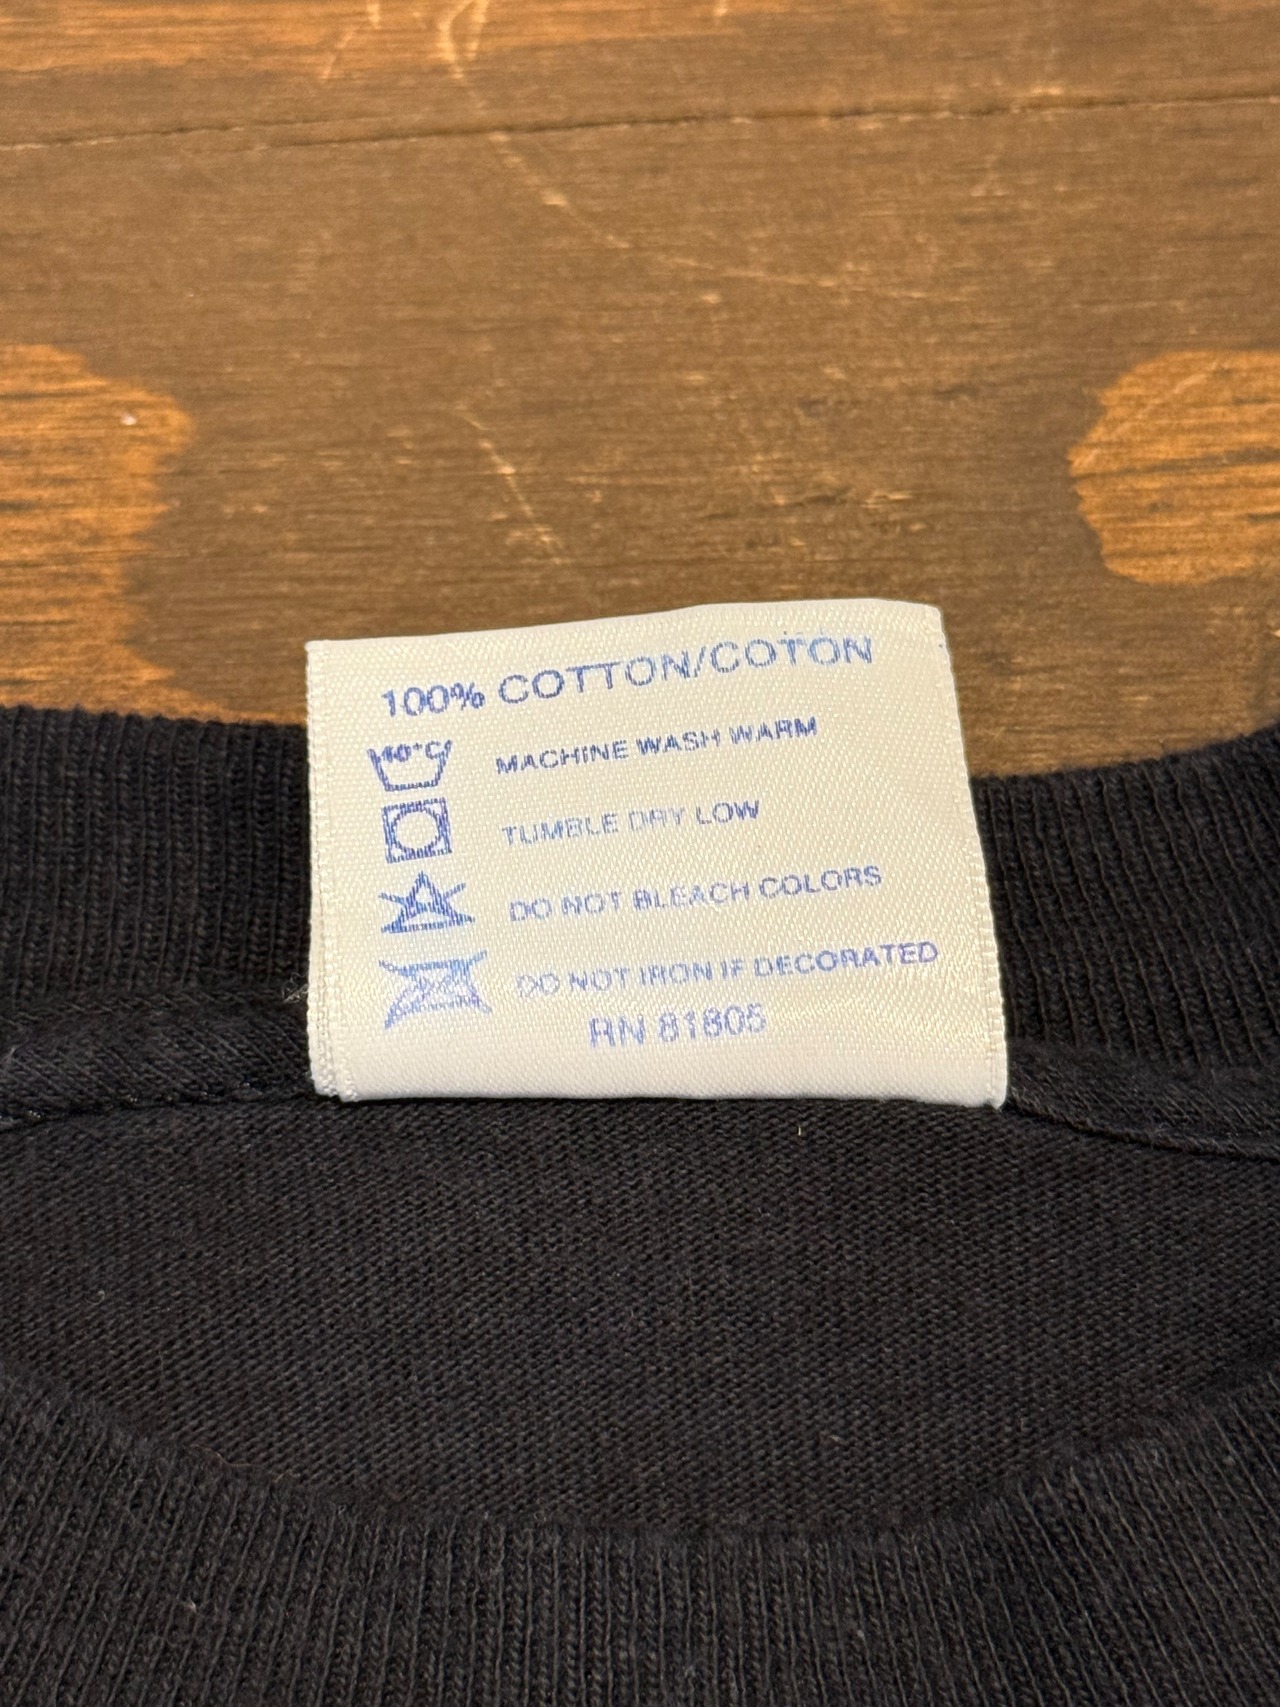 100% COTTON/COTON
40°C
MACHINE WASH WARM
TUMBLE DRY LOW
DO NOT BLEACH COLORS
DO NOT IRON IF DECORATED
RN 81805